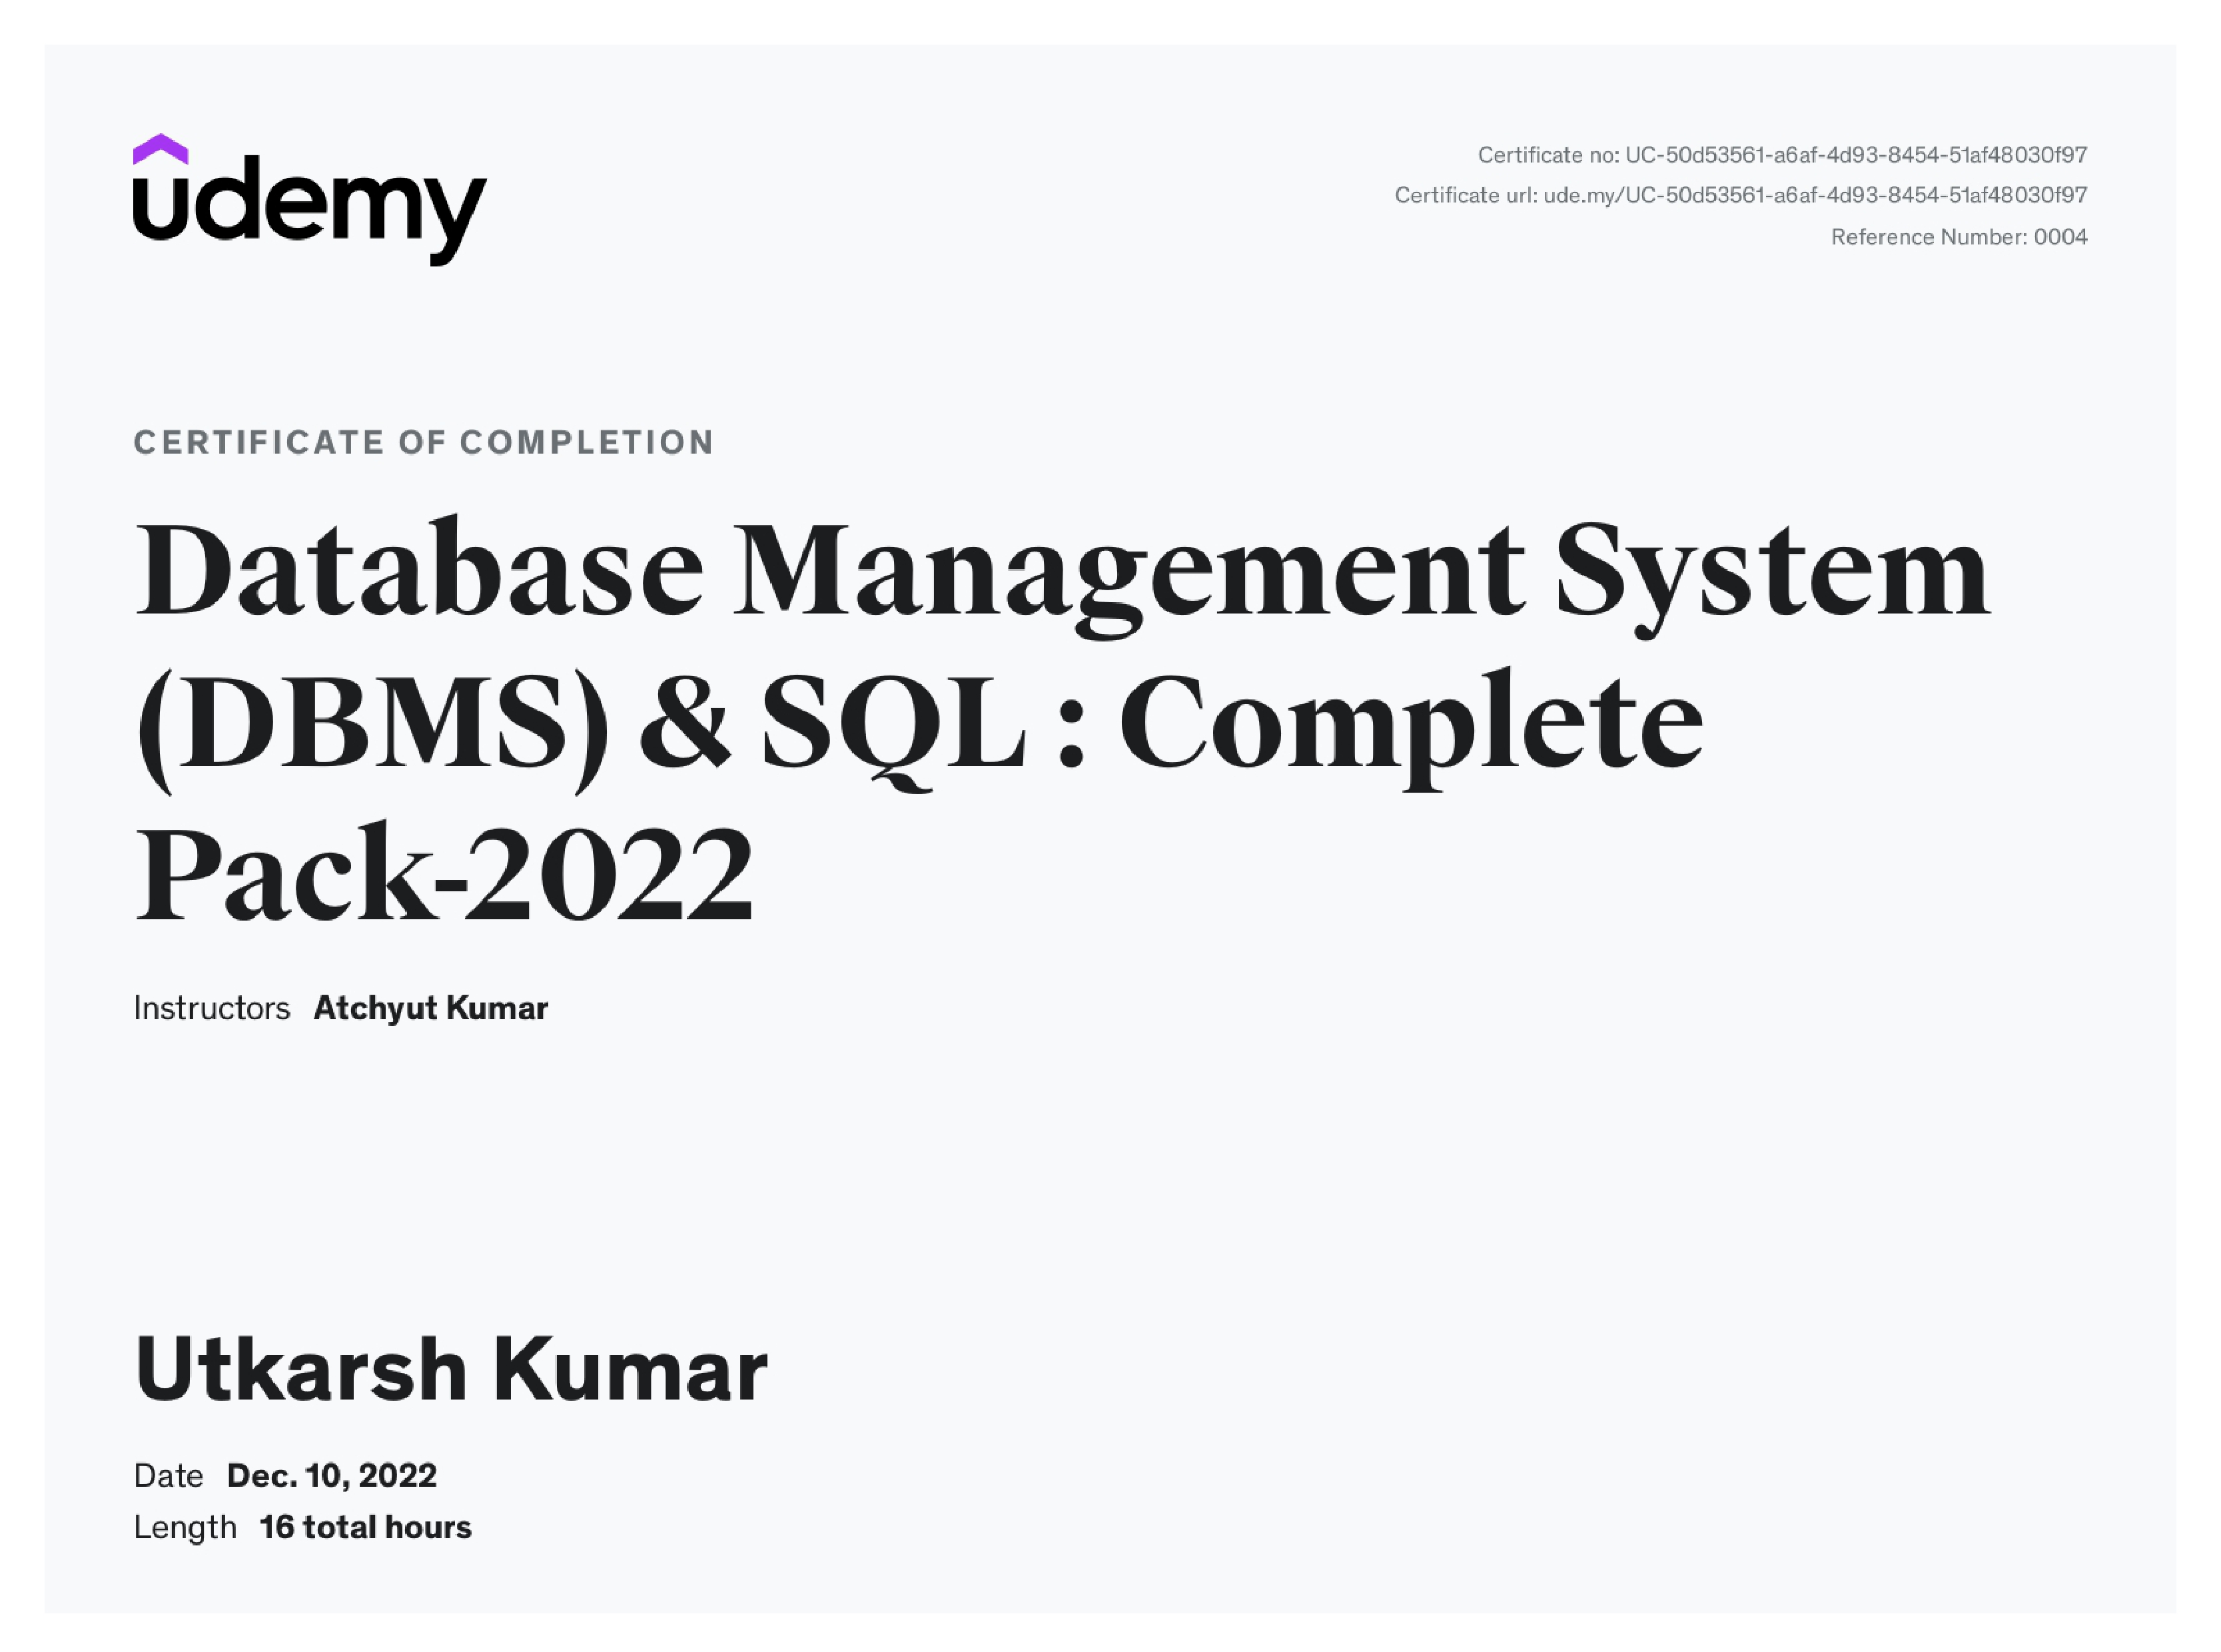 udemy
Certificate no: UC-50d53561-a6af-4d93-8454-51af48030f97
Certificate url: ude.my/UC-50d53561-a6af-4d93-8454-51af48030f97
Reference Number: 0004
CERTIFICATE OF COMPLETION
Database Management System
(DBMS) & SQL : Complete
Pack-2022
Instructors Atchyut Kumar
Utkarsh Kumar
Date Dec. 10, 2022
Length 16 total hours